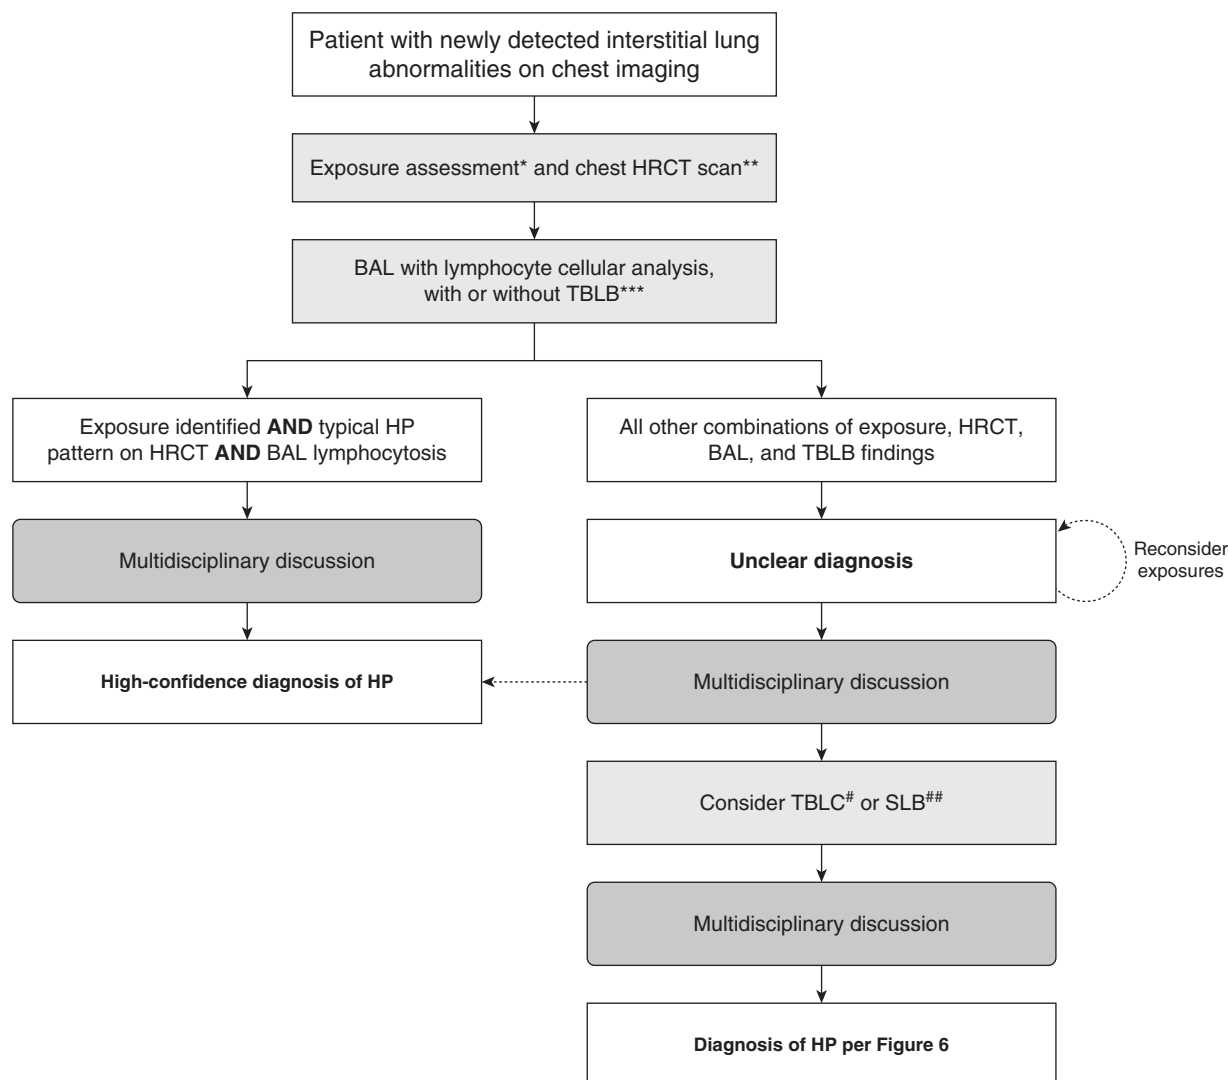 Patient with newly detected interstitial lung
abnormalities on chest imaging
Exposure assessment* and chest HRCT scan**
BAL with lymphocyte cellular analysis,
with or without TBLB***
Exposure identified AND typical HP
pattern on HRCT AND BAL lymphocytosis
All other combinations of exposure, HRCT,
BAL, and TBLB findings
Multidisciplinary discussion
Unclear diagnosis
Reconsider
exposures
High-confidence diagnosis of HP
Multidisciplinary discussion
Consider TBLC# or SLB##
Multidisciplinary discussion
Diagnosis of HP per Figure 6